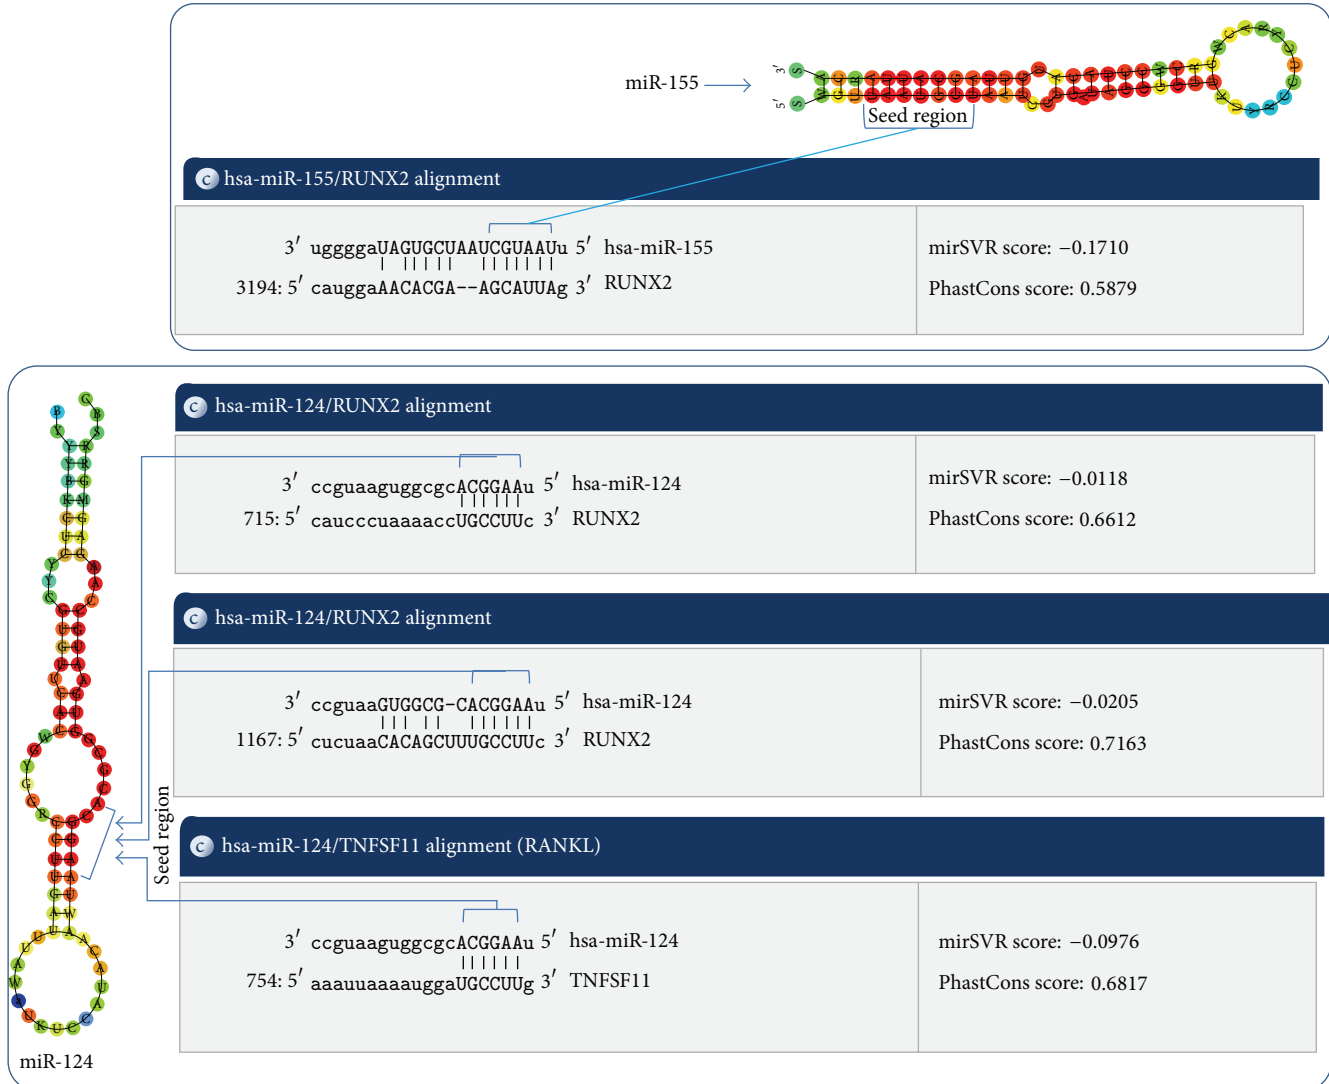 miR-155
3′
5′
Seed region
c hsa-miR-155/RUNX2 alignment
3′ uggggaUAGUGCUAAUCGUAAUu 5′ hsa-miR-155
3194: 5′ cauggaAACACGA--AGCAUUAg 3′ RUNX2
mirSVR score: −0.1710
PhastCons score: 0.5879
c hsa-miR-124/RUNX2 alignment
3′ ccguaaguggcgcACGGAAu 5′ hsa-miR-124
715: 5′ caucccuaaaaccUGCCUUc 3′ RUNX2
mirSVR score: −0.0118
PhastCons score: 0.6612
c hsa-miR-124/RUNX2 alignment
3′ ccguaaGUGGCG-CACGGAAu 5′ hsa-miR-124
1167: 5′ cucuaaCACAGCUUUGCCUUc 3′ RUNX2
mirSVR score: −0.0205
PhastCons score: 0.7163
Seed region
c hsa-miR-124/TNFSF11 alignment (RANKL)
3′ ccguaaguggcgcACGGAAu 5′ hsa-miR-124
754: 5′ aaauuaaaauggaUGCCUUg 3′ TNFSF11
mirSVR score: −0.0976
PhastCons score: 0.6817
miR-124